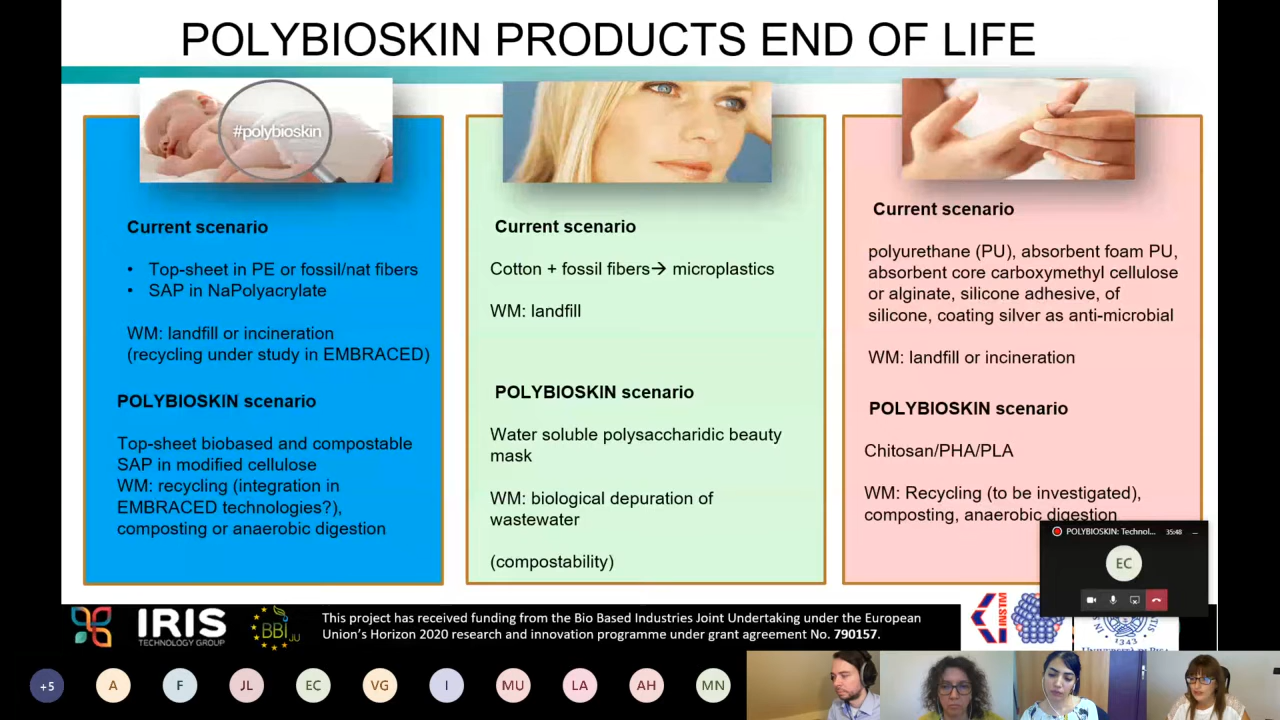 POLYBIOSKIN PRODUCTS END OF LIFE
#polybioskin
Current scenario
• Top-sheet in PE or fossil/nat fibers
• SAP in NaPolyacrylate
WM: landfill or incineration
(recycling under study in EMBRACED)
POLYBIOSKIN scenario
Top-sheet biobased and compostable
SAP in modified cellulose
WM: recycling (integration in
EMBRACED technologies?),
composting or anaerobic digestion
Current scenario
Cotton + fossil fibers→ microplastics
WM: landfill
POLYBIOSKIN scenario
Water soluble polysaccharidic beauty
mask
WM: biological depuration of
wastewater
(compostability)
Current scenario
polyurethane (PU), absorbent foam PU,
absorbent core carboxymethyl cellulose
or alginate, silicone adhesive, of
silicone, coating silver as anti-microbial
WM: landfill or incineration
POLYBIOSKIN scenario
Chitosan/PHA/PLA
WM: Recycling (to be investigated),
composting, anaerobic digestion
POLYBIOSKIN: Technol... 35:48
EC
IRIS
TECHNOLOGY GROUP
BBI JU
This project has received funding from the Bio Based Industries Joint Undertaking under the European
Union's Horizon 2020 research and innovation programme under grant agreement No. 790157.
INSTM
1343
+5 A F JL EC VG I MU LA AH MN